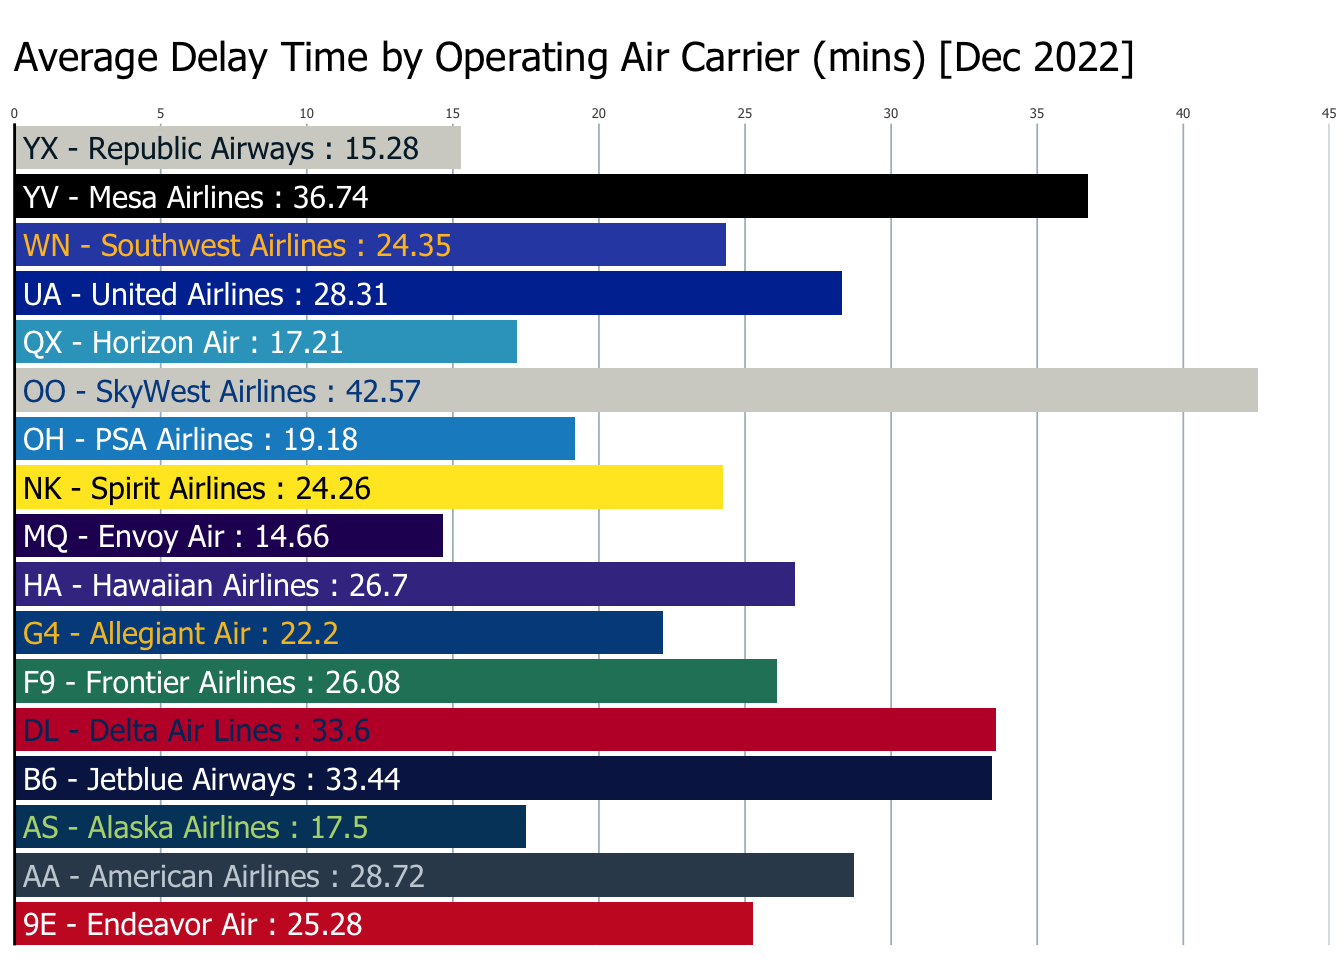 Average Delay Time by Operating Air Carrier (mins) [Dec 2022]
0 5 10 15 20 25 30 35 40 45
YX - Republic Airways : 15.28
YV - Mesa Airlines : 36.74
WN - Southwest Airlines : 24.35
UA - United Airlines : 28.31
QX - Horizon Air : 17.21
OO - SkyWest Airlines : 42.57
OH - PSA Airlines : 19.18
NK - Spirit Airlines : 24.26
MQ - Envoy Air : 14.66
HA - Hawaiian Airlines : 26.7
G4 - Allegiant Air : 22.2
F9 - Frontier Airlines : 26.08
DL - Delta Air Lines : 33.6
B6 - Jetblue Airways : 33.44
AS - Alaska Airlines : 17.5
AA - American Airlines : 28.72
9E - Endeavor Air : 25.28